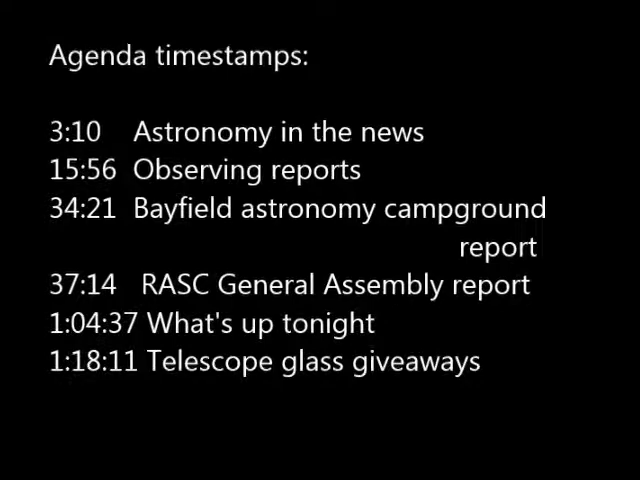 Agenda timestamps:
3:10 Astronomy in the news
15:56 Observing reports
34:21 Bayfield astronomy campground
report
37:14 RASC General Assembly report
1:04:37 What's up tonight
1:18:11 Telescope glass giveaways